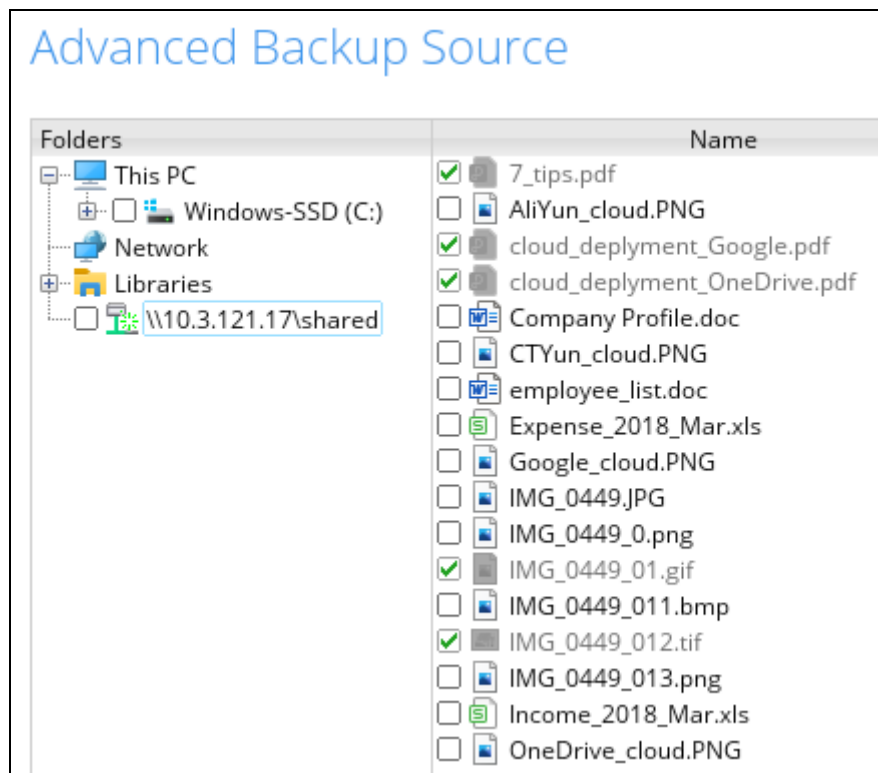 Advanced Backup Source
Folders
Name
This PC
Windows-SSD (C:)
Network
Libraries
\\10.3.121.17\shared
7_tips.pdf
AliYun_cloud.PNG
cloud_deplyment_Google.pdf
cloud_deplyment_OneDrive.pdf
Company Profile.doc
CTYun_cloud.PNG
employee_list.doc
Expense_2018_Mar.xls
Google_cloud.PNG
IMG_0449.JPG
IMG_0449_0.png
IMG_0449_01.gif
IMG_0449_011.bmp
IMG_0449_012.tif
IMG_0449_013.png
Income_2018_Mar.xls
OneDrive_cloud.PNG